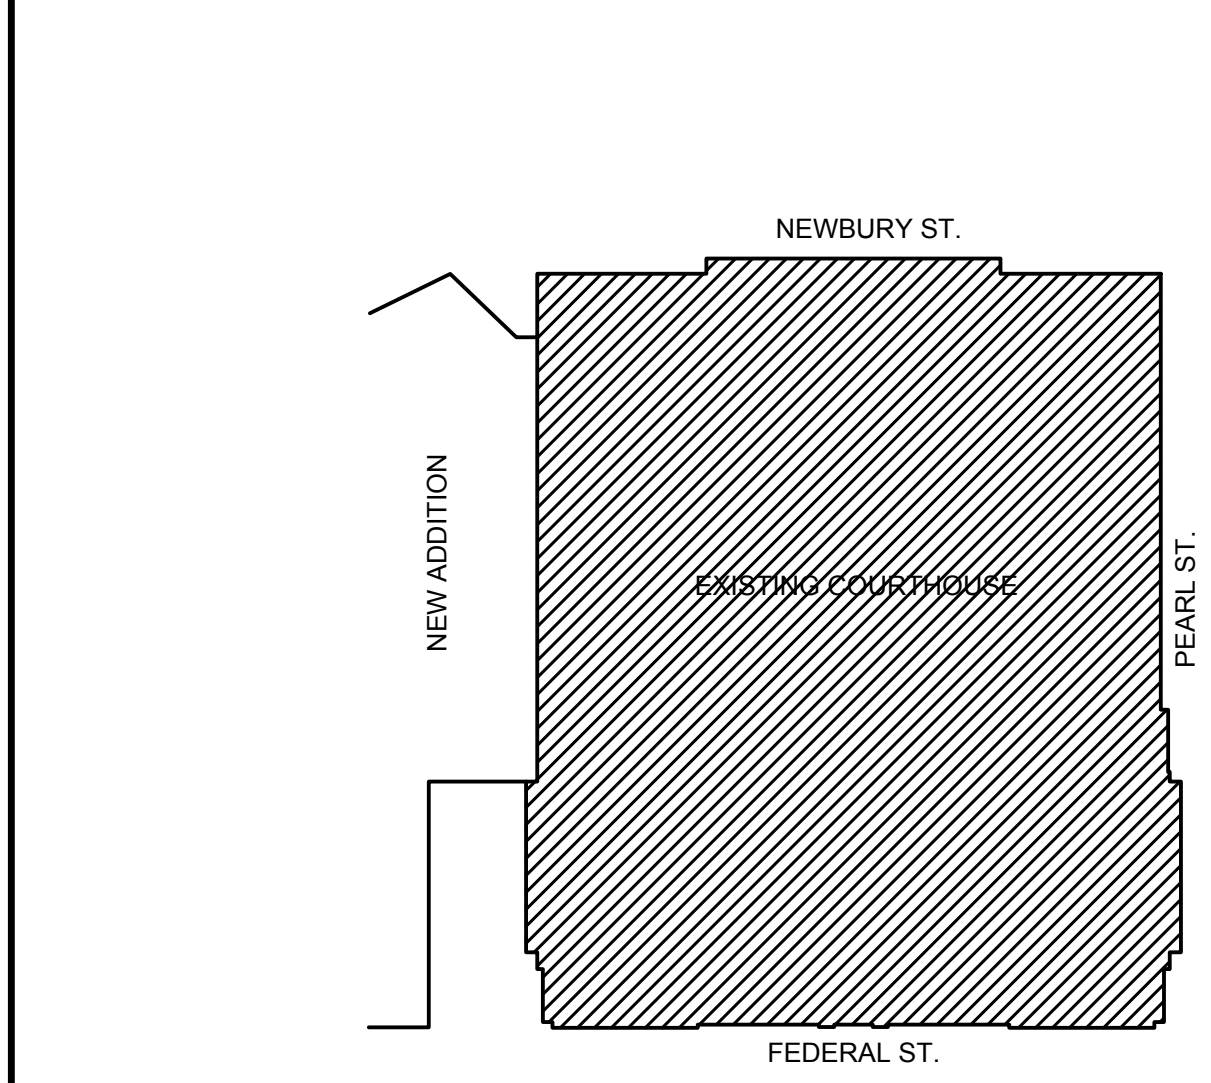 NEWBURY ST.
NEW ADDITION
EXISTING COURTHOUSE
PEARL ST.
FEDERAL ST.